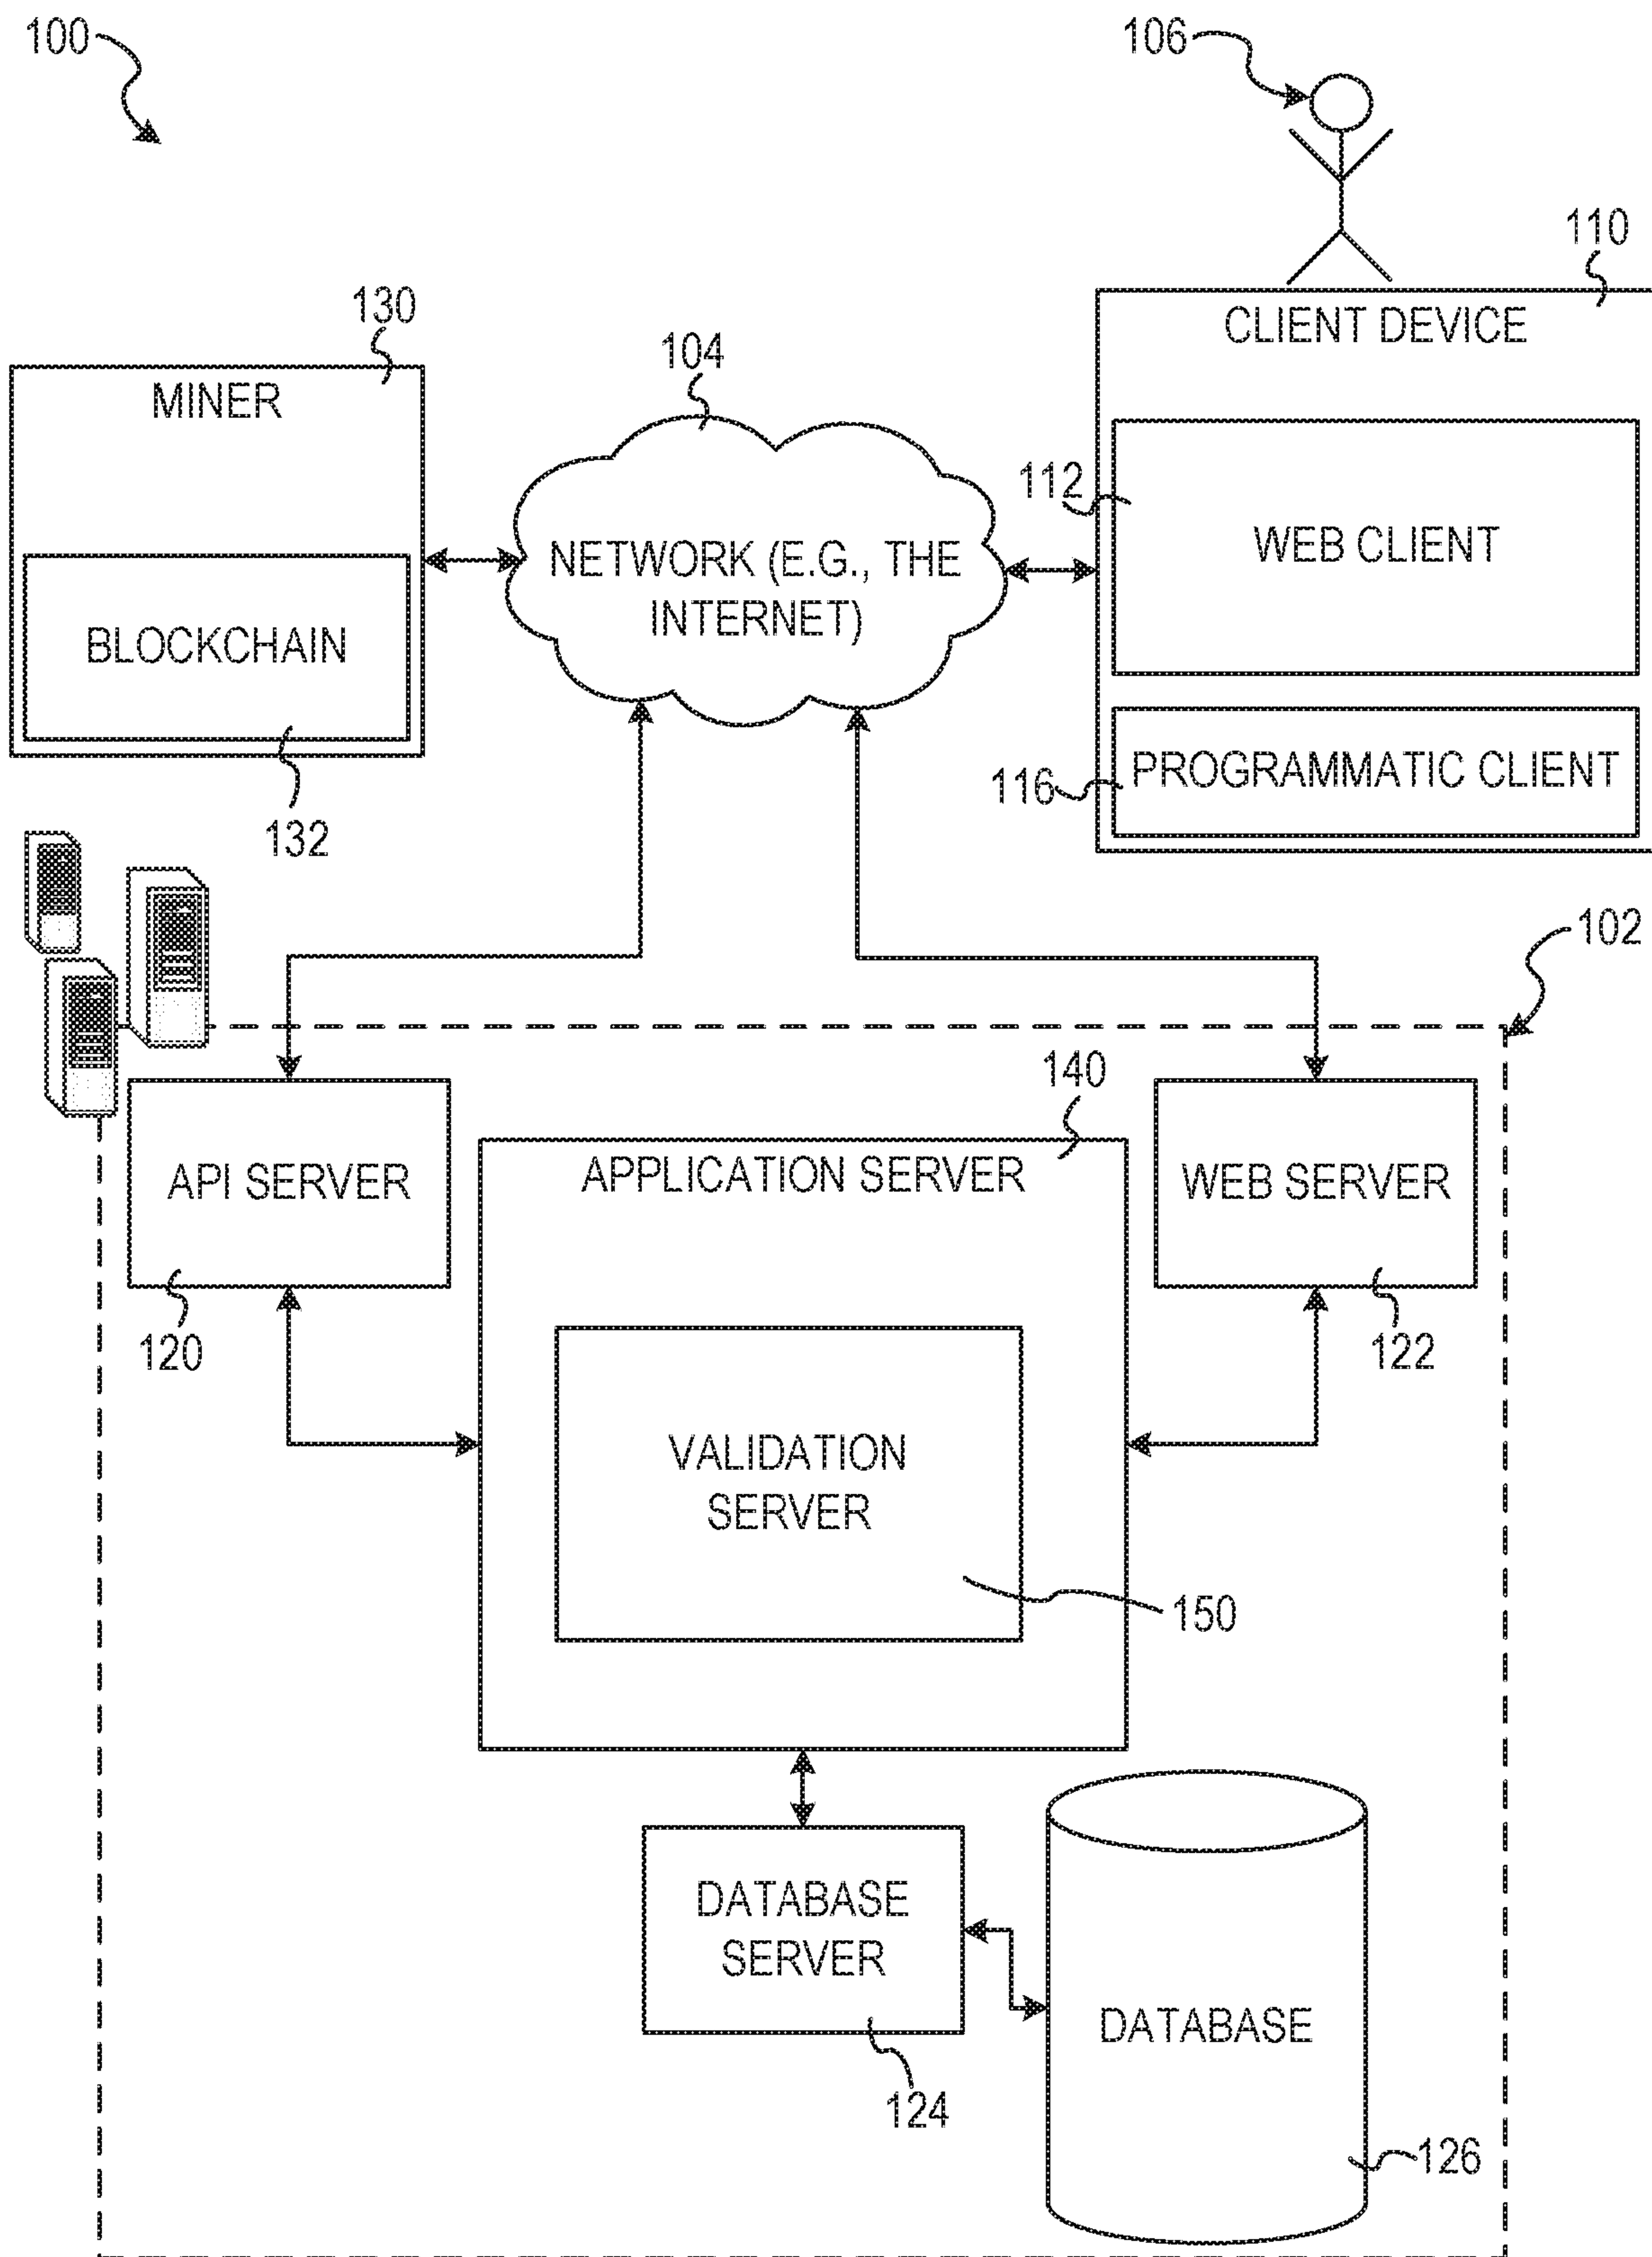 100
106
110
CLIENT DEVICE
130
MINER
104
112
NETWORK (E.G., THE
INTERNET)
WEB CLIENT
BLOCKCHAIN
116
PROGRAMMATIC CLIENT
132
102
140
API SERVER
APPLICATION SERVER
WEB SERVER
120
122
VALIDATION
SERVER
150
DATABASE
SERVER
DATABASE
124
126